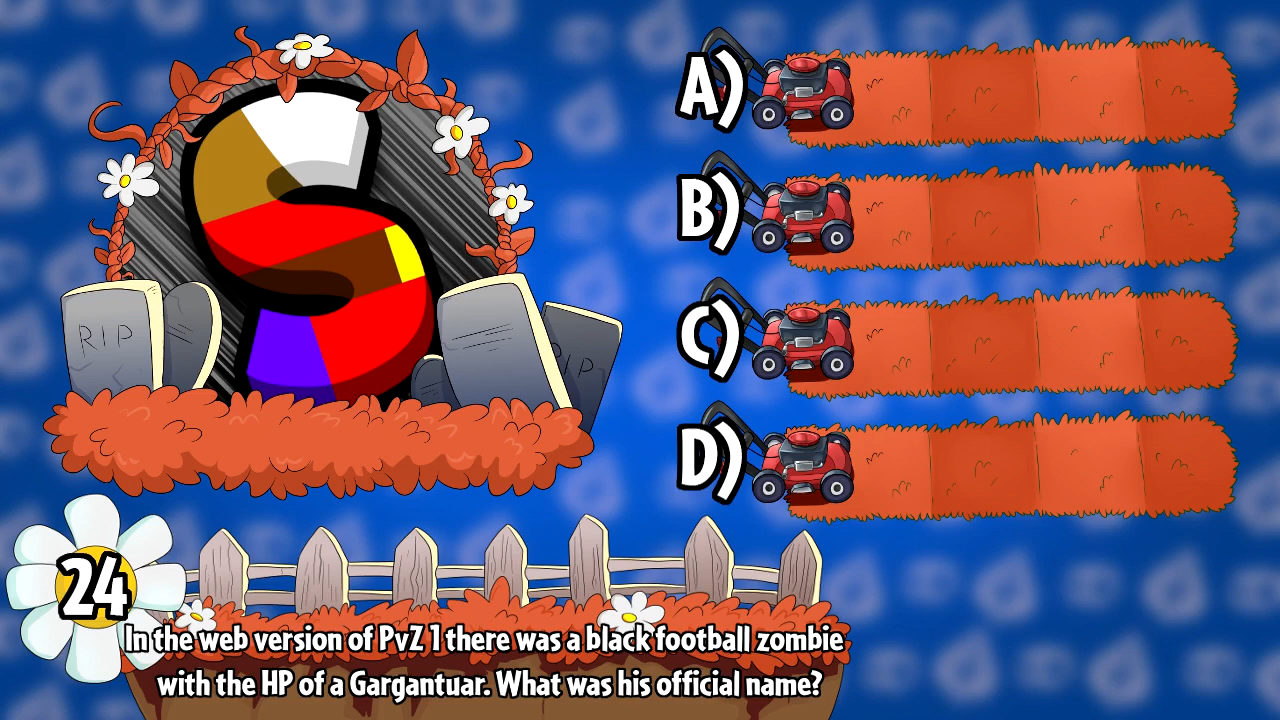 A)
B)
C)
D)
S
RIP
RIP
24
In the web version of PvZ 1 there was a black football zombie
with the HP of a Gargantuar. What was his official name?